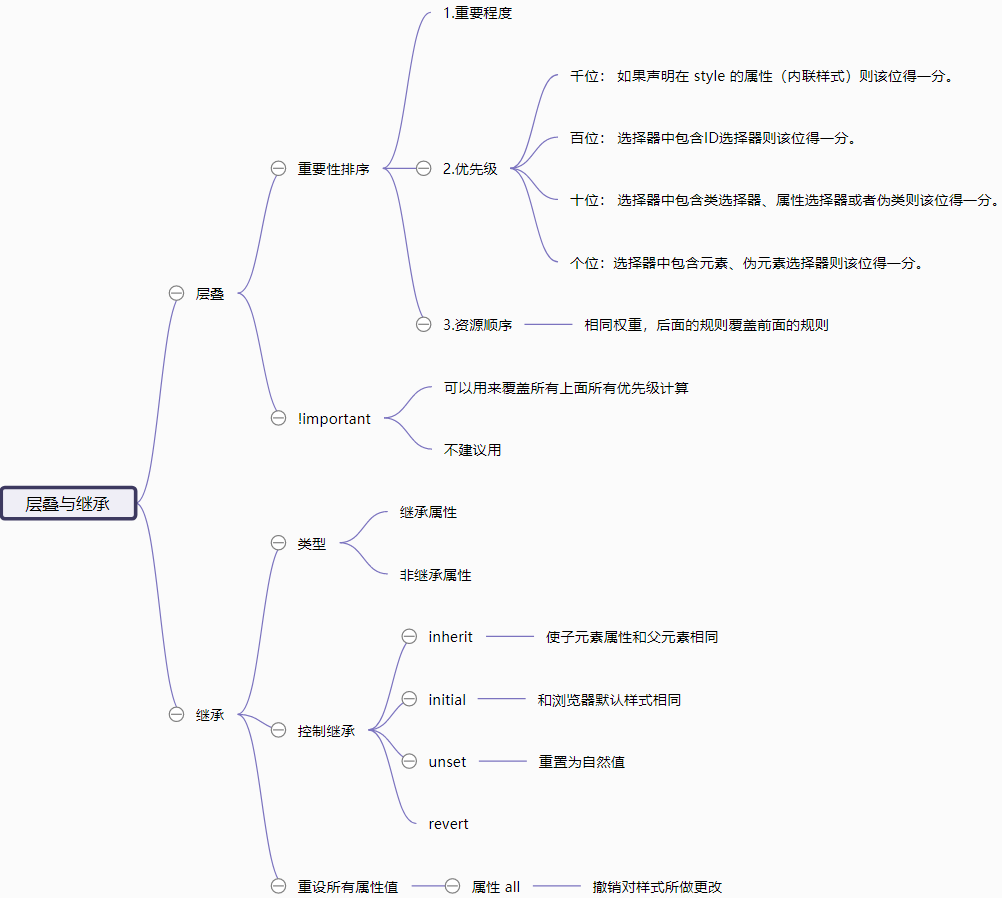 层叠与继承
层叠
重要性排序
1.重要程度
2.优先级
千位： 如果声明在 style 的属性（内联样式）则该位得一分。
百位： 选择器中包含ID选择器则该位得一分。
十位： 选择器中包含类选择器、属性选择器或者伪类则该位得一分。
个位：选择器中包含元素、伪元素选择器则该位得一分。
3.资源顺序
相同权重，后面的规则覆盖前面的规则
!important
可以用来覆盖所有上面所有优先级计算
不建议用
继承
类型
继承属性
非继承属性
控制继承
inherit
使子元素属性和父元素相同
initial
和浏览器默认样式相同
unset
重置为自然值
revert
重设所有属性值
属性 all
撤销对样式所做更改